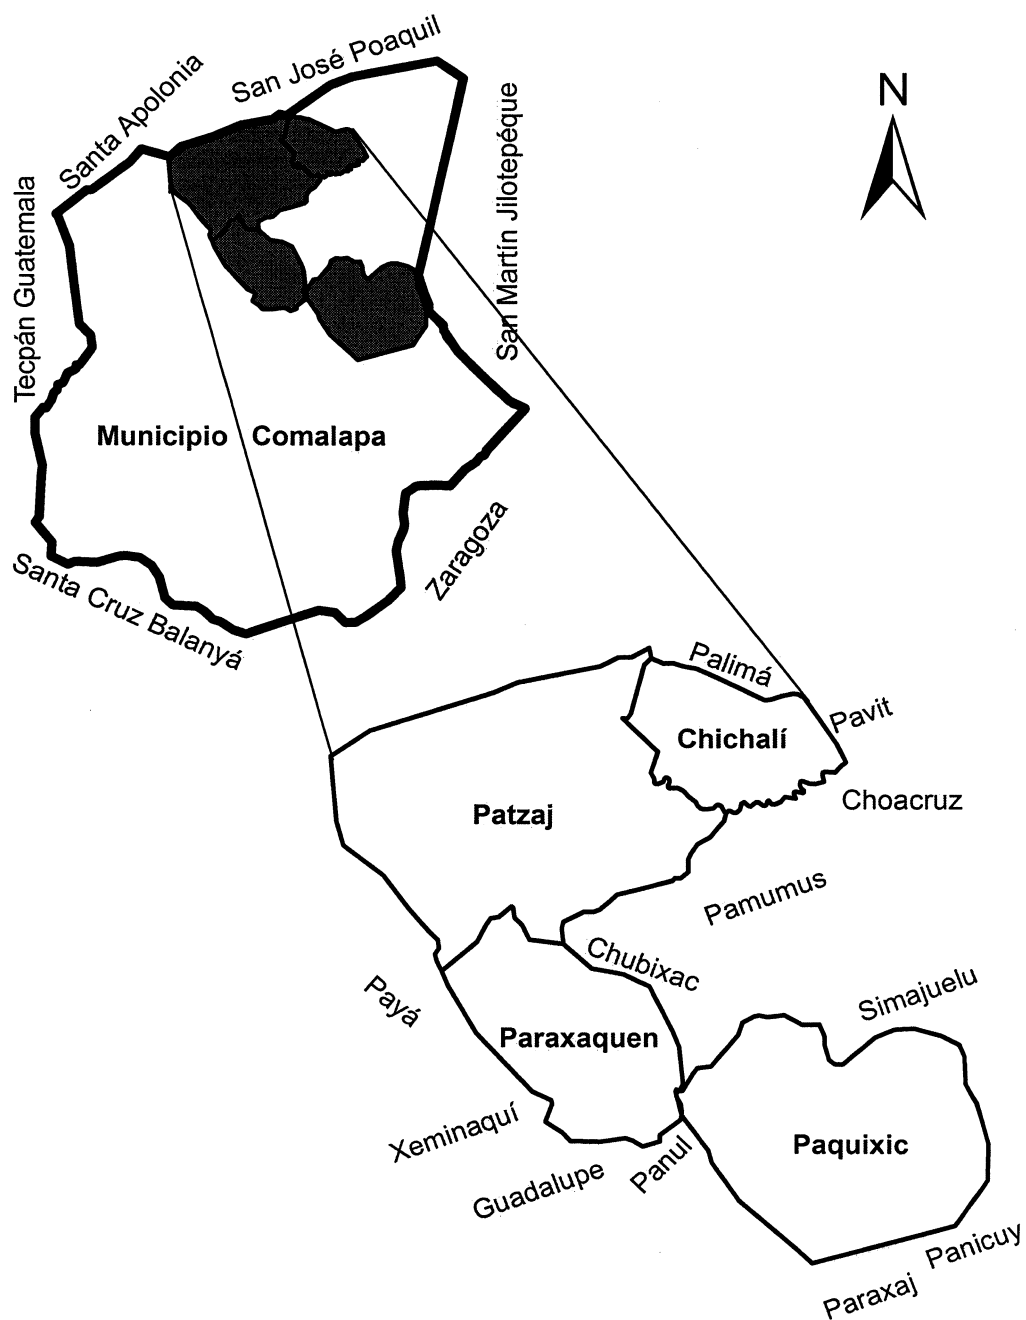 San José Poaquil
Santa Apolonia
N
San Martín Jilotepéque
Tecpán Guatemala
Municipio Comalapa
Zaragoza
Santa Cruz Balanyá
Palimá
Pavit
Chichalí
Choacruz
Patzaj
Pamumus
Chubixac
Simajuelu
Payá
Paraxaquen
Xeminaquí
Paquixic
Panul
Guadalupe
Panicuy
Paraxaj